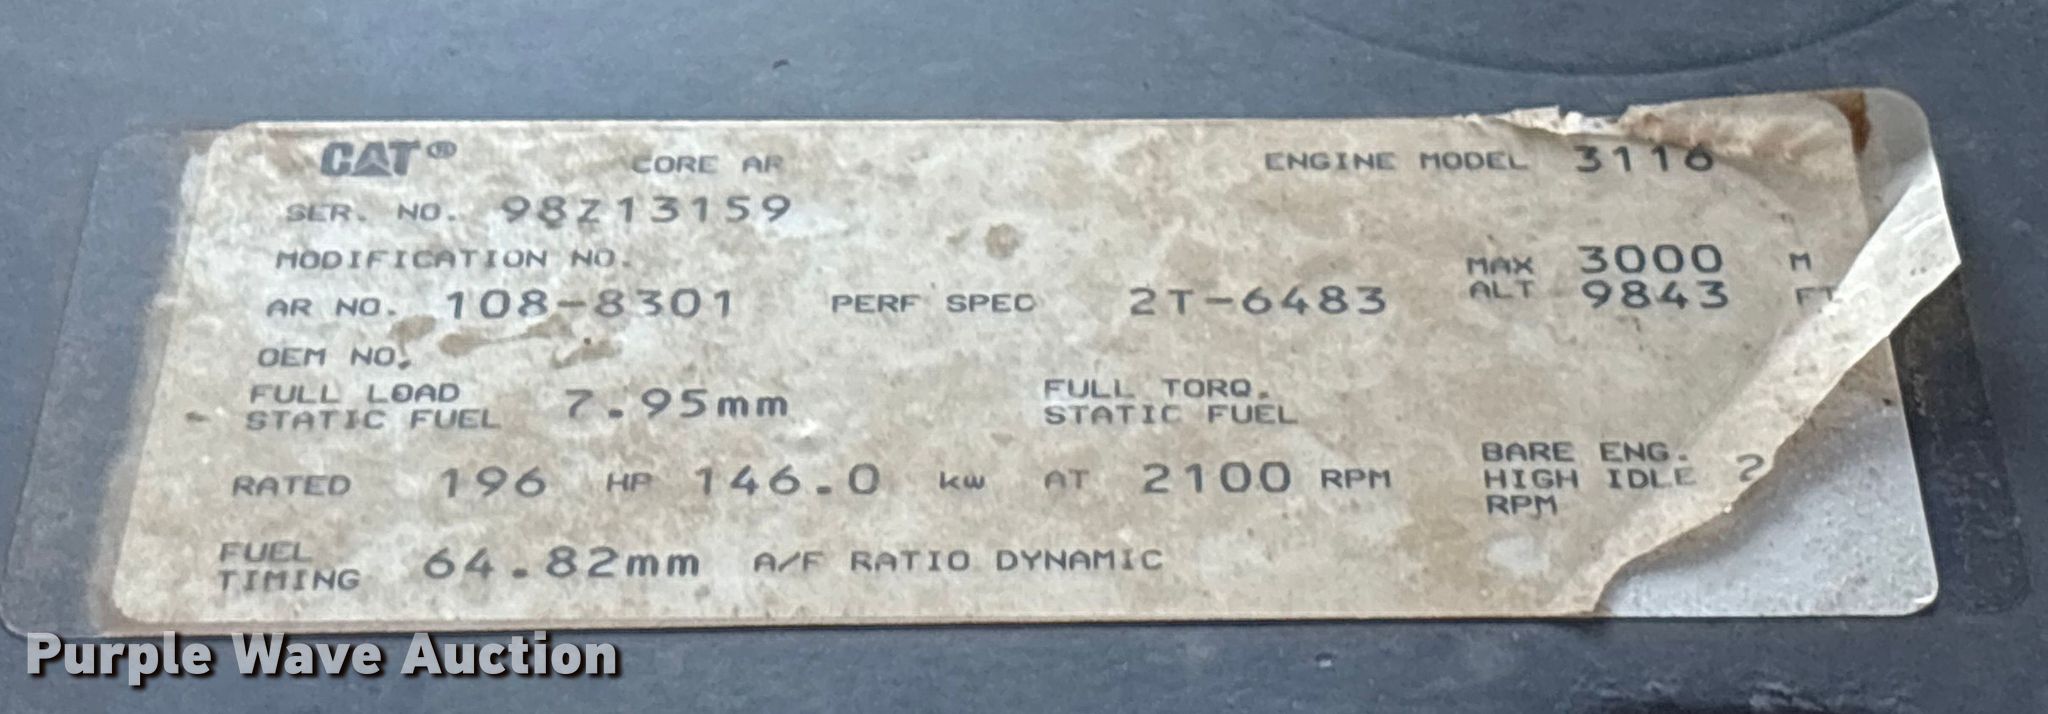 CAT® CORE AR ENGINE MODEL 3116
SER. NO. 98Z13159
MODIFICATION NO.
MAX ALT 3000 M
9843 FT
AR NO. 108-8301 PERF SPEC 2T-6483
OEM NO.
FULL LOAD STATIC FUEL 7.95mm FULL TORQ. STATIC FUEL
RATED 196 HP 146.0 kw AT 2100 RPM BARE ENG. HIGH IDLE RPM
FUEL TIMING 64.82mm A/F RATIO DYNAMIC
Purple Wave Auction